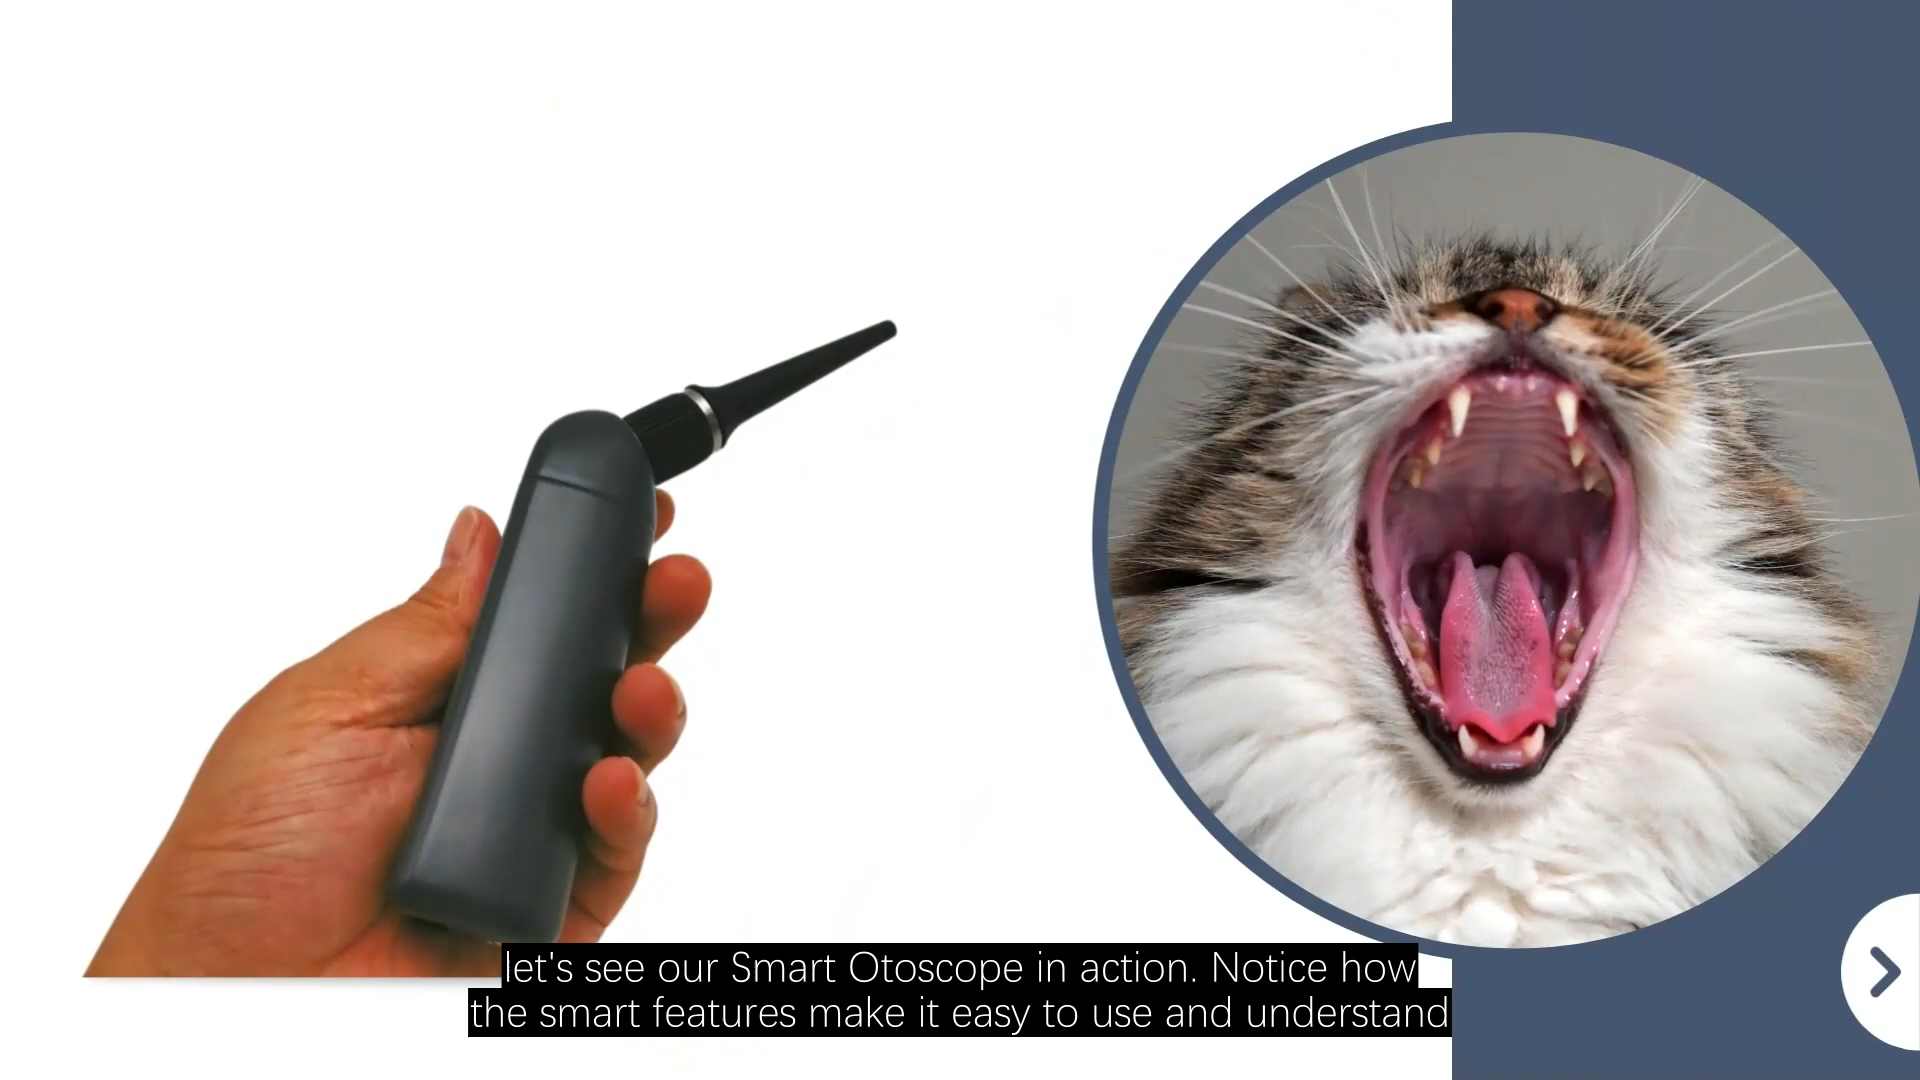 let's see our Smart Otoscope in action. Notice how
the smart features make it easy to use and understand